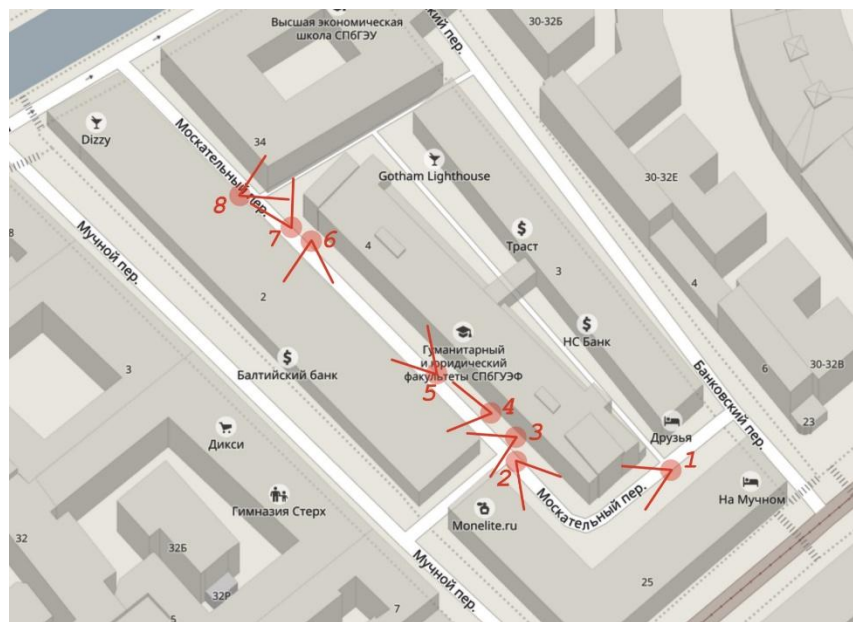 Высшая экономическая
школа СПбГЭУ
30-32Б
Dizzy
Москательный пер.
34
Gotham Lighthouse
30-32Е
8
7
6
4
Траст
3
4
Мучной пер.
2
Гуманитарный
и юридический
факультеты СПбГУЭФ
НС Банк
Балтийский банк
5
3
6
30-32В
Банковский пер.
4
23
Дикси
3
Друзья
1
2
Москательный пер.
На Мучном
Гимназия Стерх
Monelite.ru
32
32Б
Мучной пер.
25
32Р
7
5